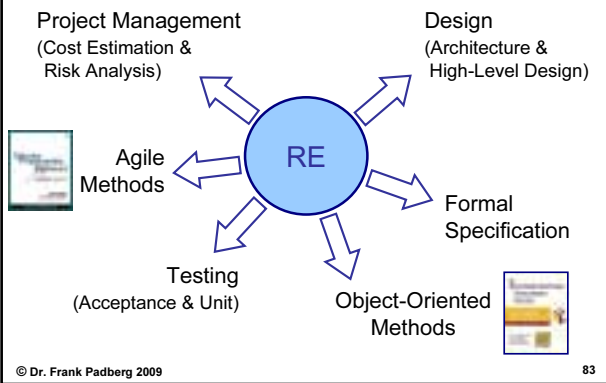 Project Management
(Cost Estimation &
Risk Analysis)
Design
(Architecture &
High-Level Design)
RE
Agile
Methods
Formal
Specification
Testing
(Acceptance & Unit)
Object-Oriented
Methods
© Dr. Frank Padberg 2009
83